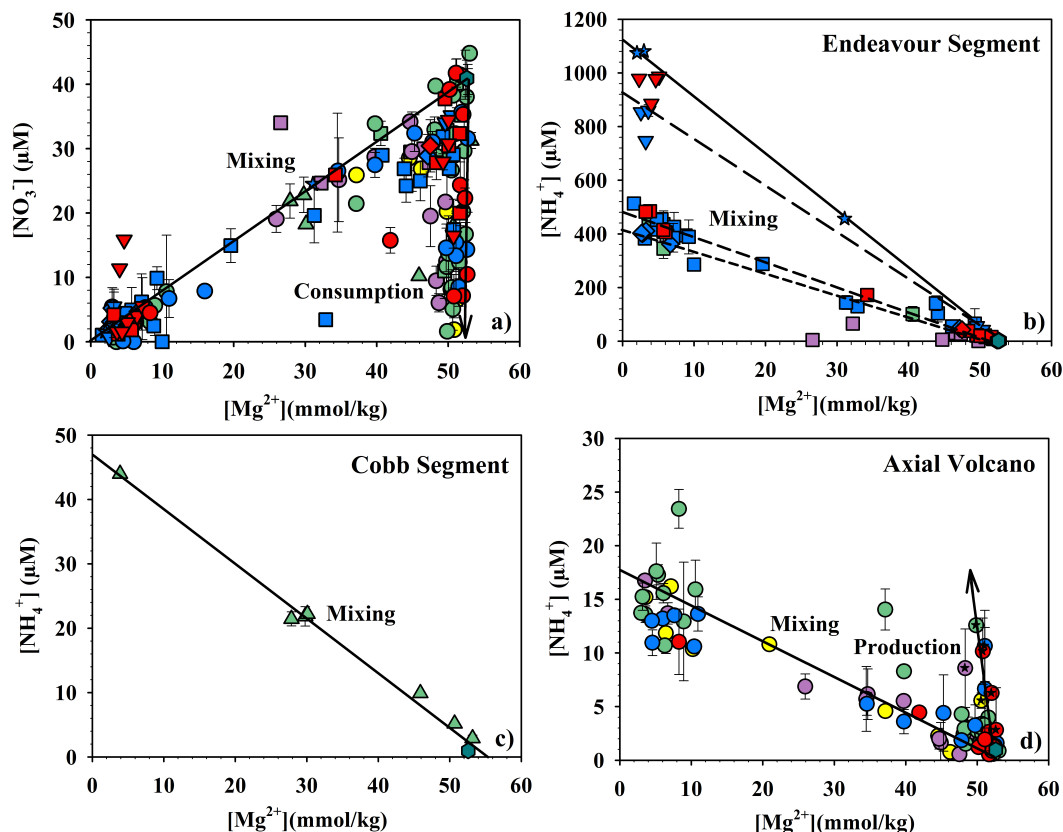 50
40
30
20
10
0
[NO3] (µM)
Mixing
Consumption
a)
0 10 20 30 40 50 60
[Mg2+](mmol/kg)
1200
1000
800
600
400
200
0
[NH4+] (µM)
Endeavour Segment
Mixing
b)
0 10 20 30 40 50 60
[Mg2+](mmol/kg)
50
40
30
20
10
0
[NH4+] (µM)
Cobb Segment
Mixing
c)
0 10 20 30 40 50 60
[Mg2+](mmol/kg)
30
25
20
15
10
5
0
[NH4+] (µM)
Axial Volcano
Mixing
Production
d)
0 10 20 30 40 50 60
[Mg2+](mmol/kg)